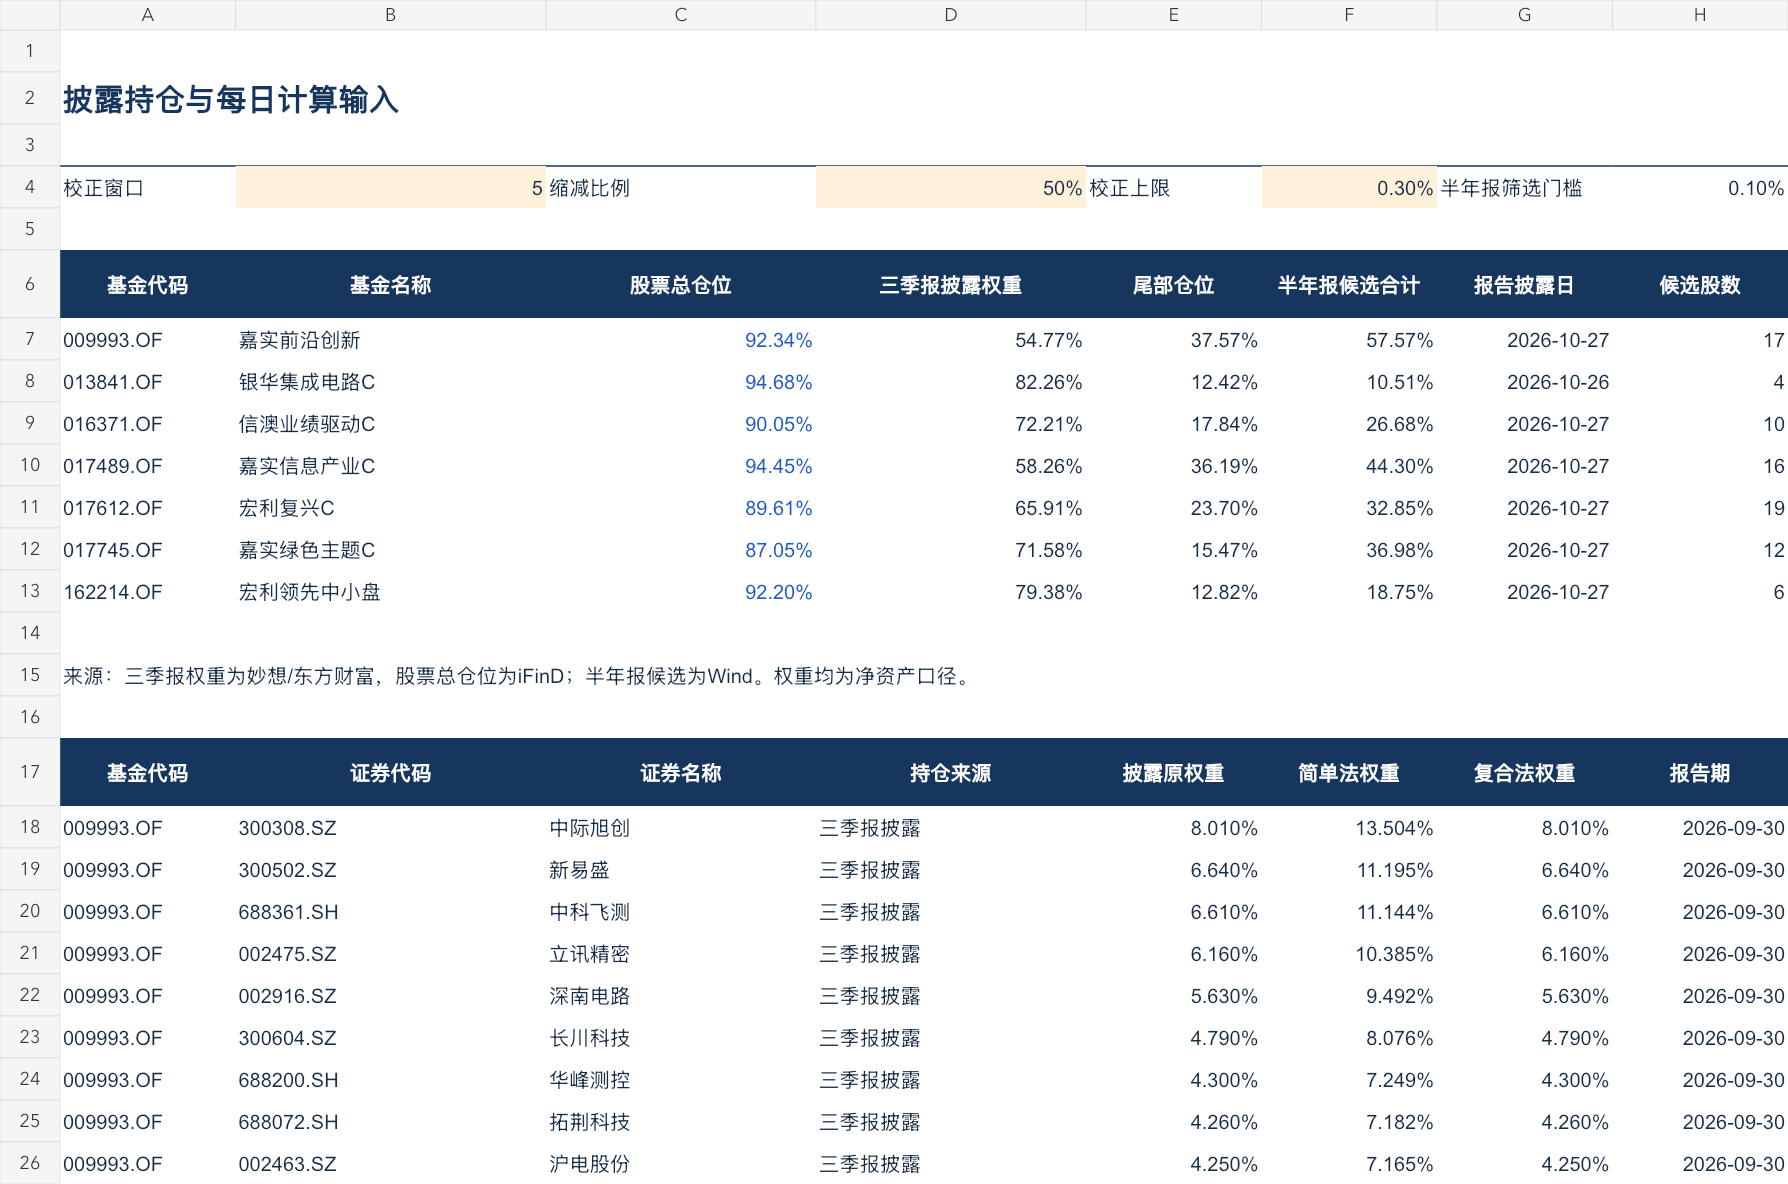 A B C D E F G H
1
2 披露持仓与每日计算输入
3
4 校正窗口 5 缩减比例 50% 校正上限 0.30% 半年报筛选门槛 0.10%
5
6 基金代码 基金名称 股票总仓位 三季报披露权重 尾部仓位 半年报候选合计 报告披露日 候选股数
7 009993.OF 嘉实前沿创新 92.34% 54.77% 37.57% 57.57% 2026-10-27 17
8 013841.OF 银华集成电路C 94.68% 82.26% 12.42% 10.51% 2026-10-26 4
9 016371.OF 信澳业绩驱动C 90.05% 72.21% 17.84% 26.68% 2026-10-27 10
10 017489.OF 嘉实信息产业C 94.45% 58.26% 36.19% 44.30% 2026-10-27 16
11 017612.OF 宏利复兴C 89.61% 65.91% 23.70% 32.85% 2026-10-27 19
12 017745.OF 嘉实绿色主题C 87.05% 71.58% 15.47% 36.98% 2026-10-27 12
13 162214.OF 宏利领先中小盘 92.20% 79.38% 12.82% 18.75% 2026-10-27 6
14
15 来源：三季报权重为妙想/东方财富，股票总仓位为iFinD；半年报候选为Wind。权重均为净资产口径。
16
17 基金代码 证券代码 证券名称 持仓来源 披露原权重 简单法权重 复合法权重 报告期
18 009993.OF 300308.SZ 中际旭创 三季报披露 8.010% 13.504% 8.010% 2026-09-30
19 009993.OF 300502.SZ 新易盛 三季报披露 6.640% 11.195% 6.640% 2026-09-30
20 009993.OF 688361.SH 中科飞测 三季报披露 6.610% 11.144% 6.610% 2026-09-30
21 009993.OF 002475.SZ 立讯精密 三季报披露 6.160% 10.385% 6.160% 2026-09-30
22 009993.OF 002916.SZ 深南电路 三季报披露 5.630% 9.492% 5.630% 2026-09-30
23 009993.OF 300604.SZ 长川科技 三季报披露 4.790% 8.076% 4.790% 2026-09-30
24 009993.OF 688200.SH 华峰测控 三季报披露 4.300% 7.249% 4.300% 2026-09-30
25 009993.OF 688072.SH 拓荆科技 三季报披露 4.260% 7.182% 4.260% 2026-09-30
26 009993.OF 002463.SZ 沪电股份 三季报披露 4.250% 7.165% 4.250% 2026-09-30